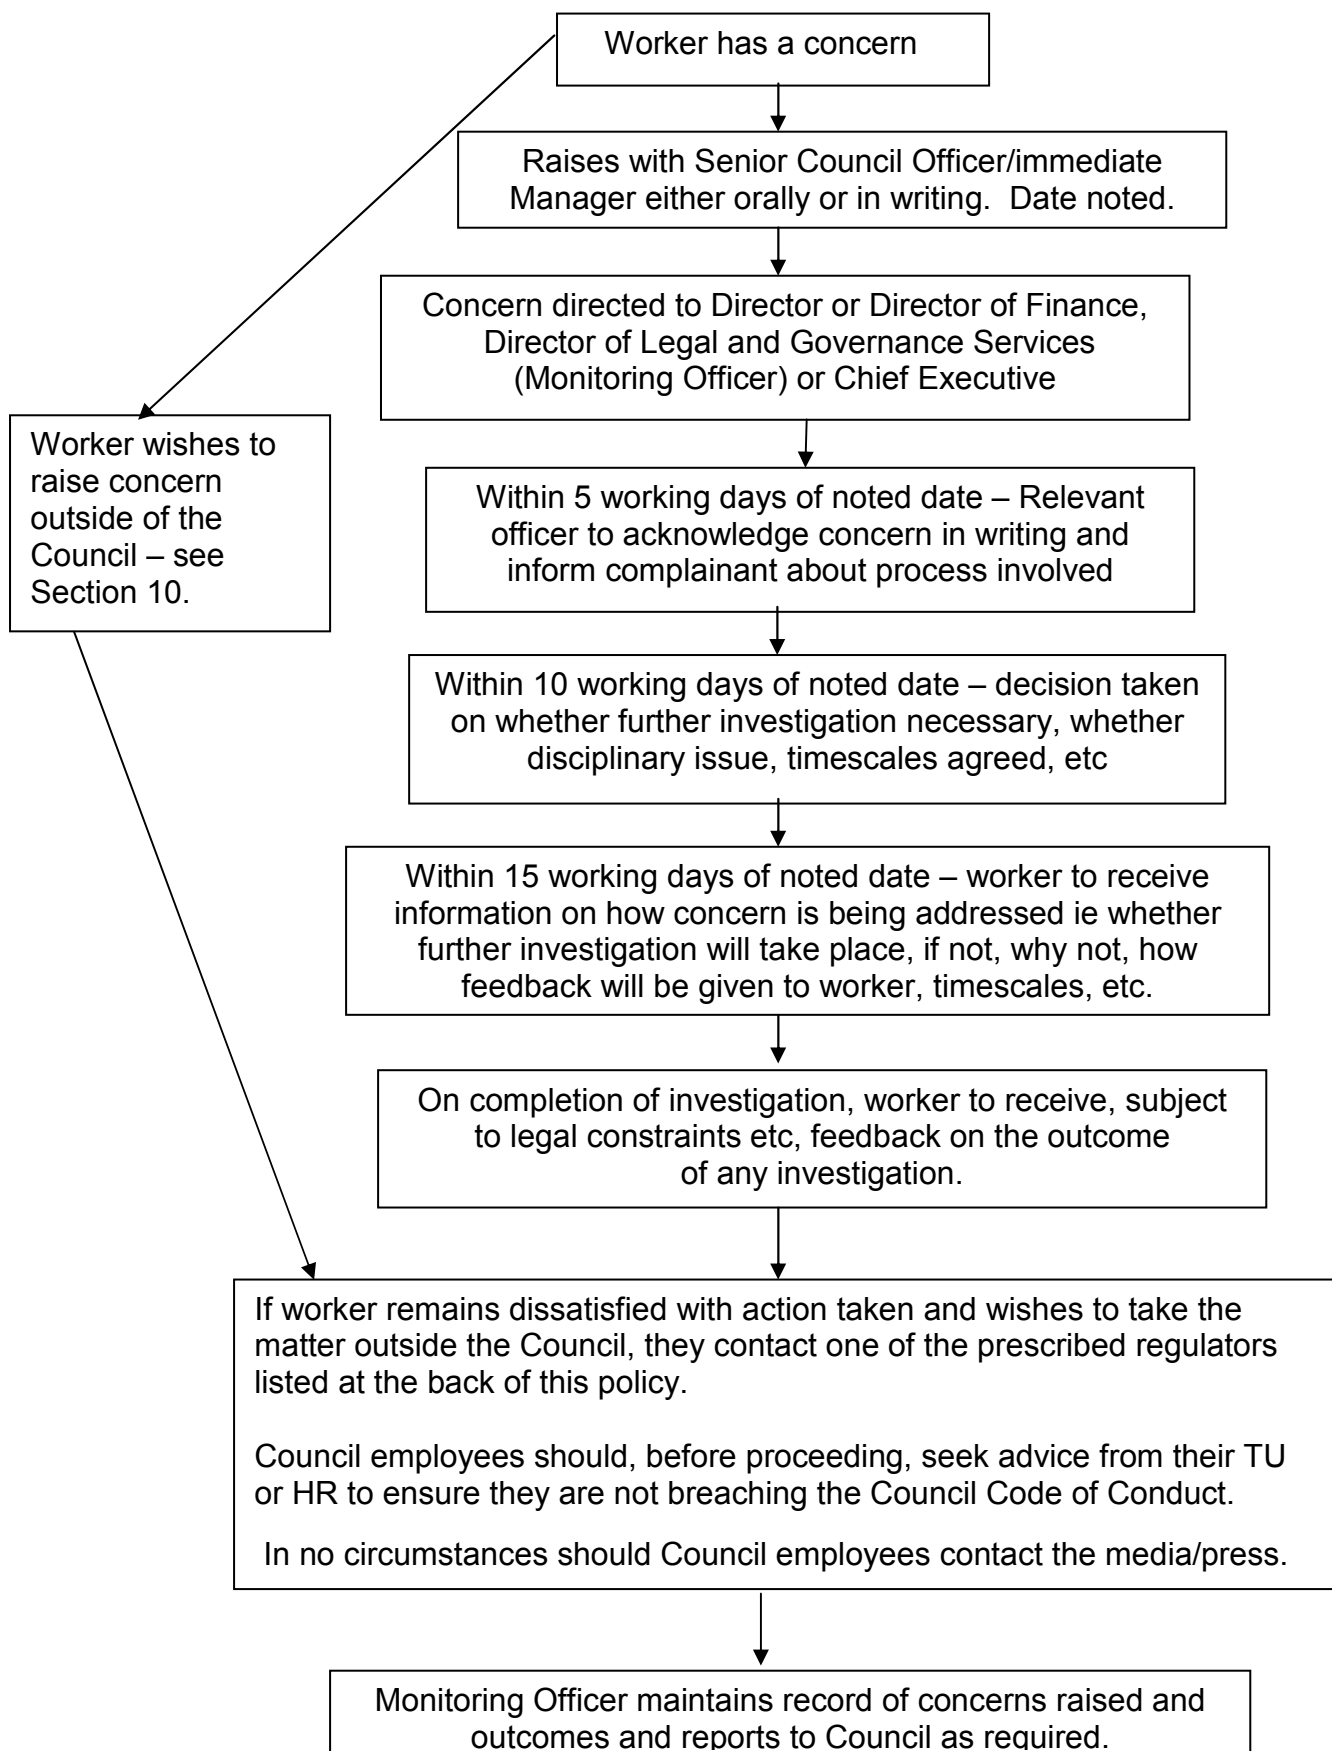 Worker has a concern
Raises with Senior Council Officer/immediate
Manager either orally or in writing.  Date noted.
Concern directed to Director or Director of Finance,
Director of Legal and Governance Services
(Monitoring Officer) or Chief Executive
Worker wishes to
raise concern
outside of the
Council – see
Section 10.
Within 5 working days of noted date – Relevant
officer to acknowledge concern in writing and
inform complainant about process involved
Within 10 working days of noted date – decision taken
on whether further investigation necessary, whether
disciplinary issue, timescales agreed, etc
Within 15 working days of noted date – worker to receive
information on how concern is being addressed ie whether
further investigation will take place, if not, why not, how
feedback will be given to worker, timescales, etc.
On completion of investigation, worker to receive, subject
to legal constraints etc, feedback on the outcome
of any investigation.
If worker remains dissatisfied with action taken and wishes to take the
matter outside the Council, they contact one of the prescribed regulators
listed at the back of this policy.
Council employees should, before proceeding, seek advice from their TU
or HR to ensure they are not breaching the Council Code of Conduct.
In no circumstances should Council employees contact the media/press.
Monitoring Officer maintains record of concerns raised and
outcomes and reports to Council as required.